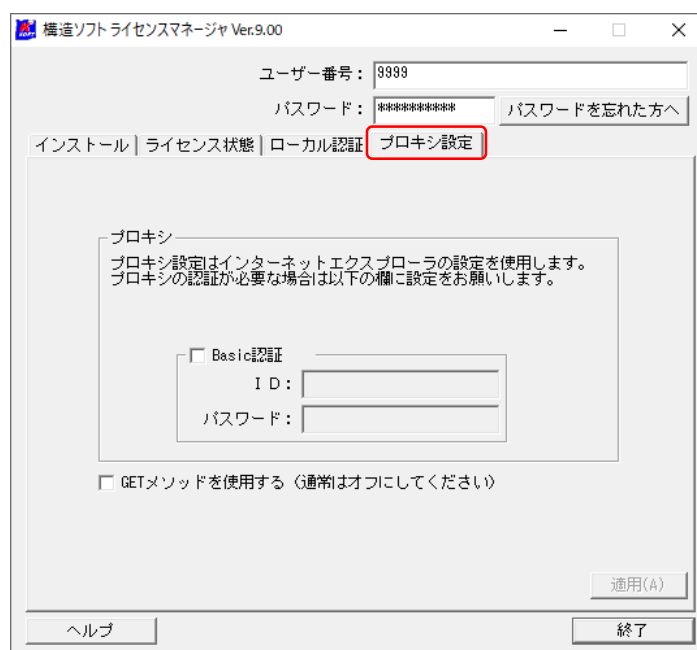 構造ソフト ライセンスマネージャ Ver.9.00
ユーザー番号： 9999
パスワード： ********** パスワードを忘れた方へ
インストール ライセンス状態 ローカル認証 プロキシ設定
プロキシ
プロキシ設定はインターネットエクスプローラの設定を使用します。
プロキシの認証が必要な場合は以下の欄に設定をお願いします。
Basic認証
ＩＤ：
パスワード：
GETメソッドを使用する（通常はオフにしてください）
適用(A)
ヘルプ 終了